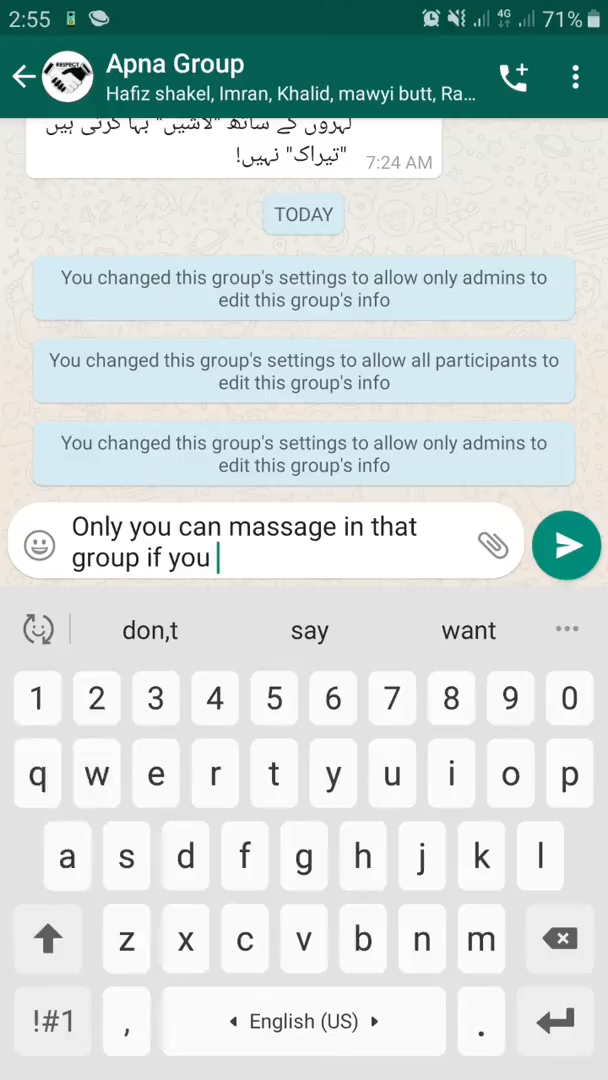 2:55 4G 71%
RESPECT
Apna Group
Hafiz shakel, Imran, Khalid, mawyi butt, Ra...
لہروں کے ساتھ "لاشیں" بہا کرتی ہیں
"تیراک" نہیں!
7:24 AM
TODAY
You changed this group's settings to allow only admins to
edit this group's info
You changed this group's settings to allow all participants to
edit this group's info
You changed this group's settings to allow only admins to
edit this group's info
Only you can massage in that
group if you
don,t say want
1 2 3 4 5 6 7 8 9 0
q w e r t y u i o p
a s d f g h j k l
z x c v b n m
!#1 , English (US) .